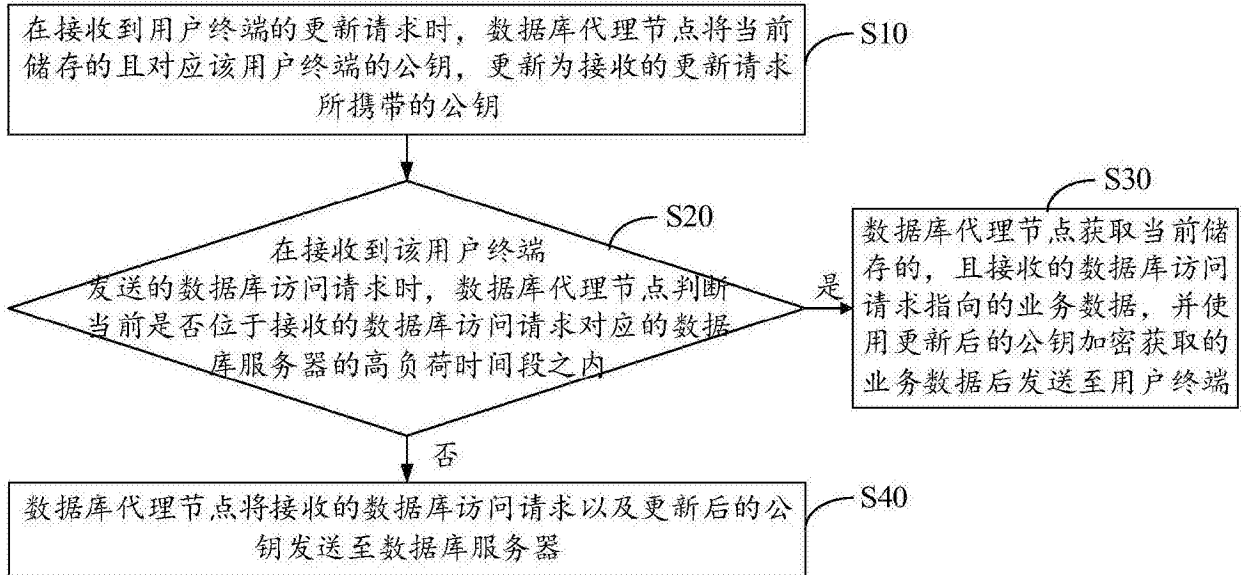 在接收到用户终端的更新请求时，数据库代理节点将当前
储存的且对应该用户终端的公钥，更新为接收的更新请求
所携带的公钥
S10
在接收到该用户终端
发送的数据库访问请求时，数据库代理节点判断
当前是否位于接收的数据库访问请求对应的数据
库服务器的高负荷时间段之内
S20
是
数据库代理节点获取当前储
存的，且接收的数据库访问
请求指向的业务数据，并使
用更新后的公钥加密获取的
业务数据后发送至用户终端
S30
否
数据库代理节点将接收的数据库访问请求以及更新后的公
钥发送至数据库服务器
S40